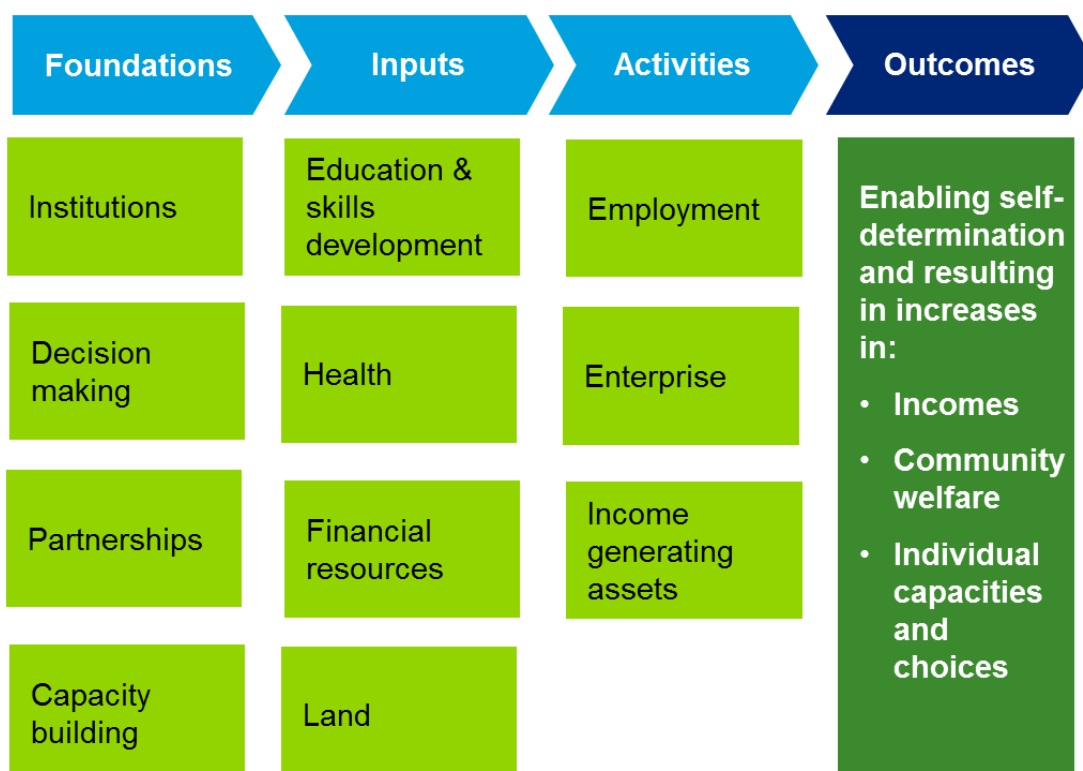 Foundations
Inputs
Activities
Outcomes
Institutions
Decision
making
Partnerships
Capacity
building
Education &
skills
development
Health
Financial
resources
Land
Employment
Enterprise
Income
generating
assets
Enabling self-
determination
and resulting
in increases
in:
• Incomes
• Community
welfare
• Individual
capacities
and
choices